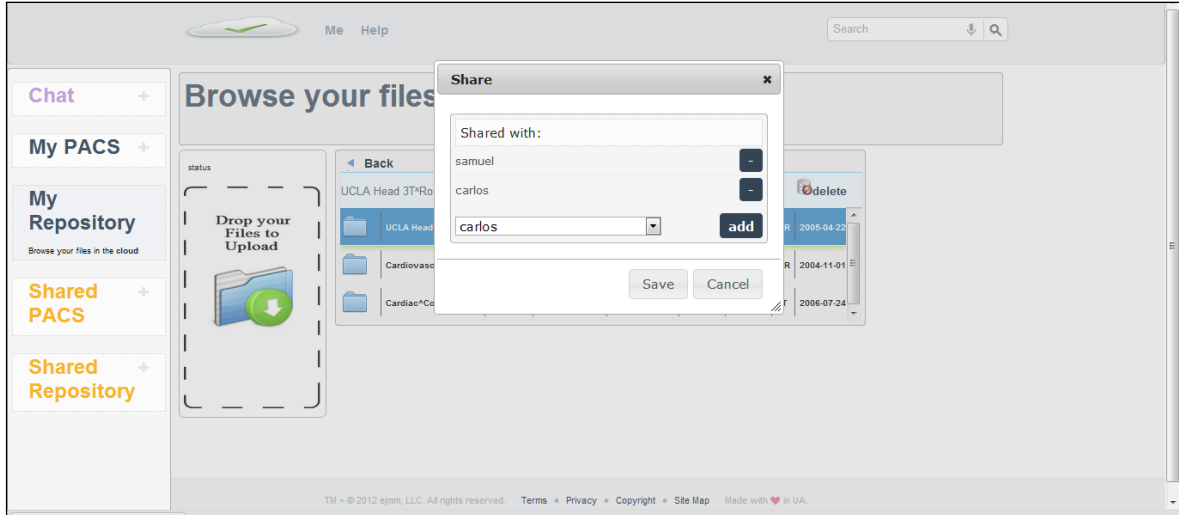 Me Help
Search
Share
Chat
Browse your files
Shared with:
My PACS
samuel
-
status
Back
carlos
-
UCLA Head 3T^Ro
delete
My
Repository
Browse your files in the cloud
Drop your
Files to
Upload
carlos
add
UCLA Head
R 2005-04-22
Cardiovasc
R 2004-11-01
Save Cancel
Shared
PACS
Cardiac^Co
T 2006-07-24
Shared
Repository
TM + © 2012 ejmm, LLC. All rights reserved. Terms Privacy Copyright Site Map Made with ❤ in UA.